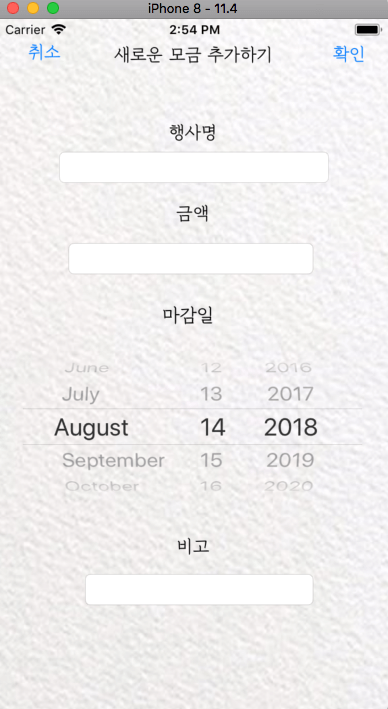 iPhone 8 - 11.4
Carrier 2:54 PM
취소 새로운 모금 추가하기 확인
행사명
금액
마감일
June 12 2016
July 13 2017
August 14 2018
September 15 2019
October 16 2020
비고